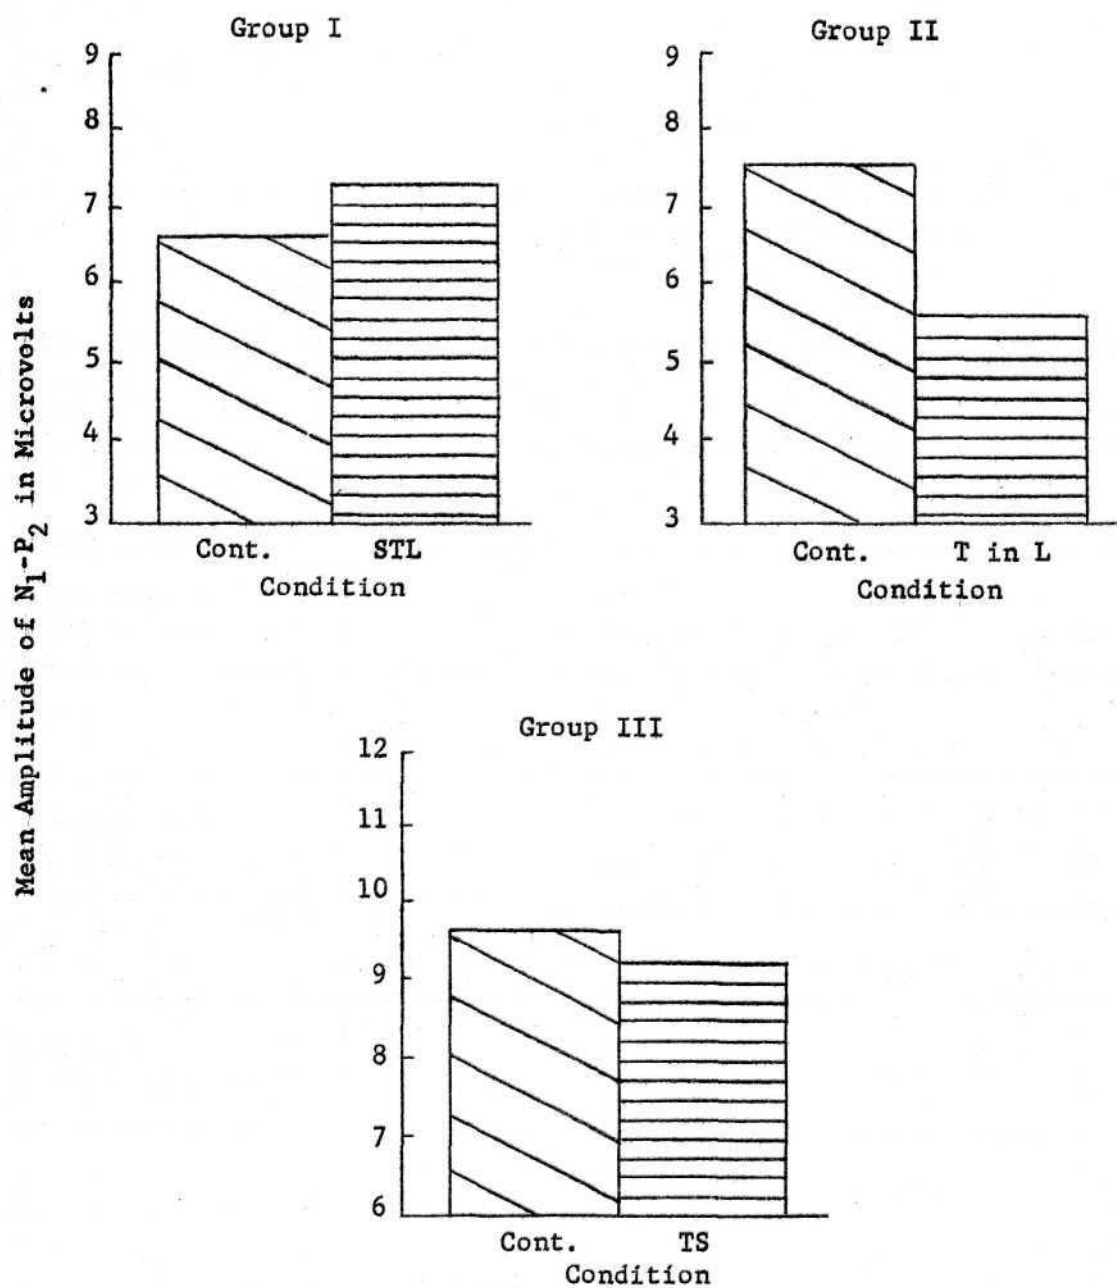 Mean Amplitude of N₁-P₂ in Microvolts
Group I
9
8
7
6
5
4
3
Cont. STL
Condition
Group II
9
8
7
6
5
4
3
Cont. T in L
Condition
Group III
12
11
10
9
8
7
6
Cont. TS
Condition